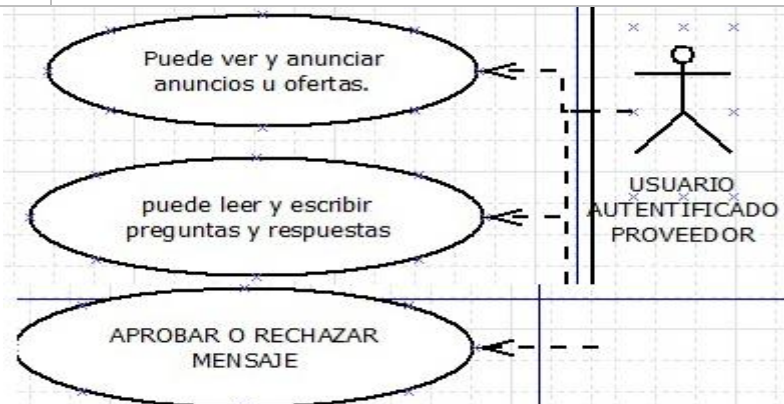 Puede ver y anunciar
anuncios u ofertas.
puede leer y escribir
preguntas y respuestas
USUARIO
AUTENTIFICADO
PROVEEDOR
APROBAR O RECHAZAR
MENSAJE